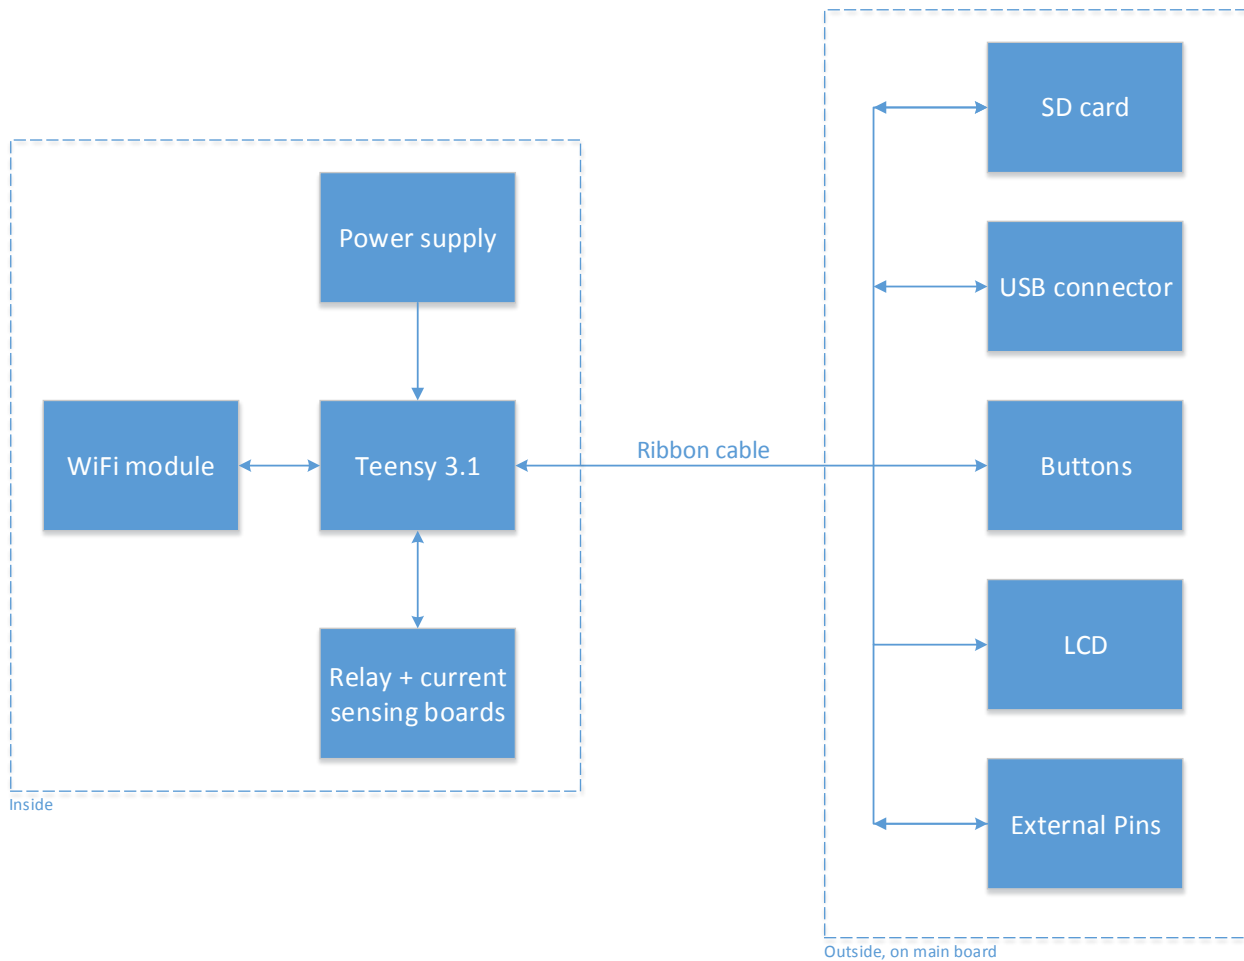 SD card
Power supply
USB connector
WiFi module
Teensy 3.1
Ribbon cable
Buttons
Relay + current
sensing boards
LCD
Inside
External Pins
Outside, on main board